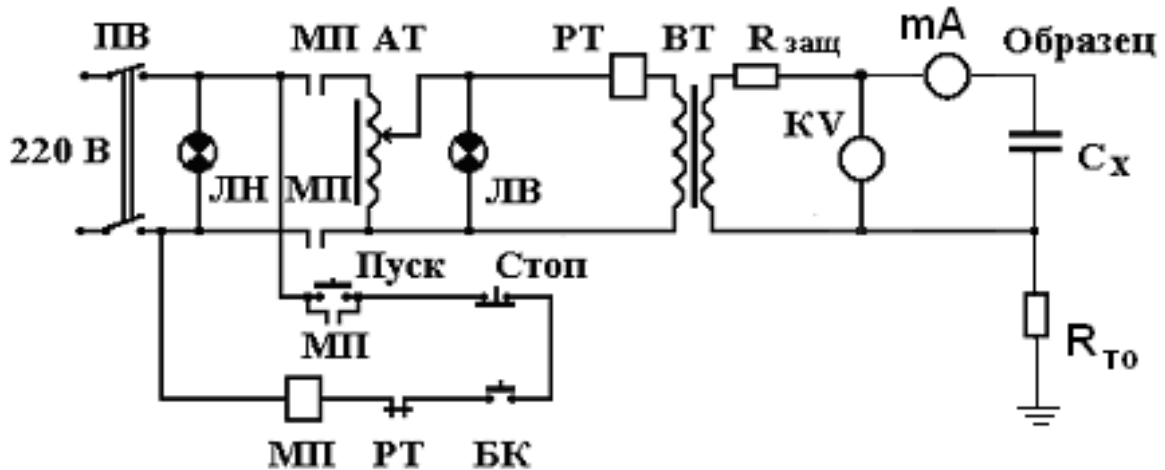 ПВ
МП АТ
РТ
ВТ
R защ
mA
Образец
220 В
ЛН
МП
ЛВ
KV
Cх
Пуск
Стоп
МП
R то
МП
РТ
БК